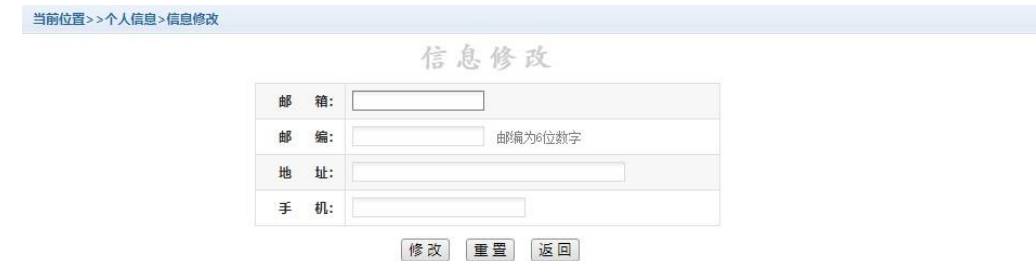 当前位置>>个人信息>信息修改
信息修改
邮 箱：
邮 编： 邮编为6位数字
地 址：
手 机：
修改 重置 返回